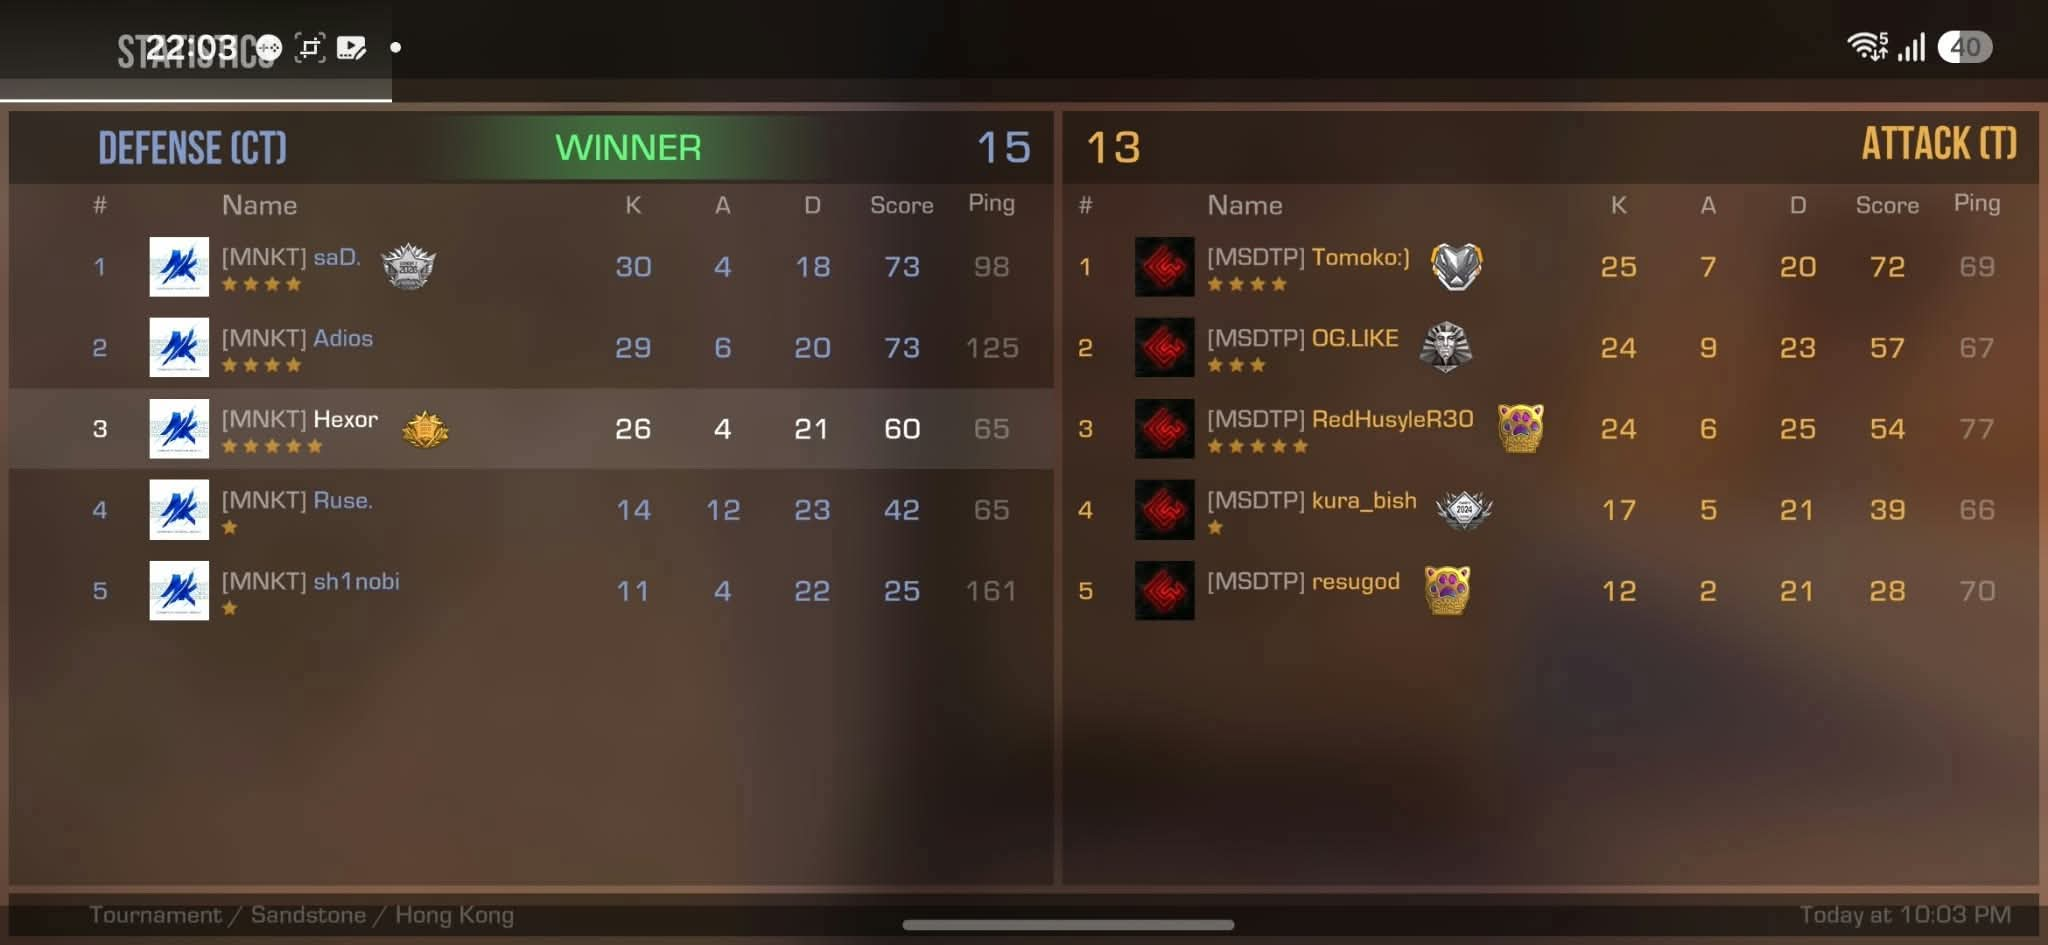 STATISTICS
22:03
5
40
DEFENSE (CT) WINNER 15
# Name K A D Score Ping
1 [MNKT] saD. 2026 30 4 18 73 98
2 [MNKT] Adios 29 6 20 73 125
3 [MNKT] Hexor 26 4 21 60 65
4 [MNKT] Ruse. 14 12 23 42 65
5 [MNKT] sh1nobi 11 4 22 25 161
13 ATTACK (T)
# Name K A D Score Ping
1 [MSDTP] Tomoko:) 25 7 20 72 69
2 [MSDTP] OG.LIKE 24 9 23 57 67
3 [MSDTP] RedHusyleR30 24 6 25 54 77
4 [MSDTP] kura_bish 2024 17 5 21 39 66
5 [MSDTP] resugod 12 2 21 28 70
Tournament / Sandstone / Hong Kong
Today at 10:03 PM